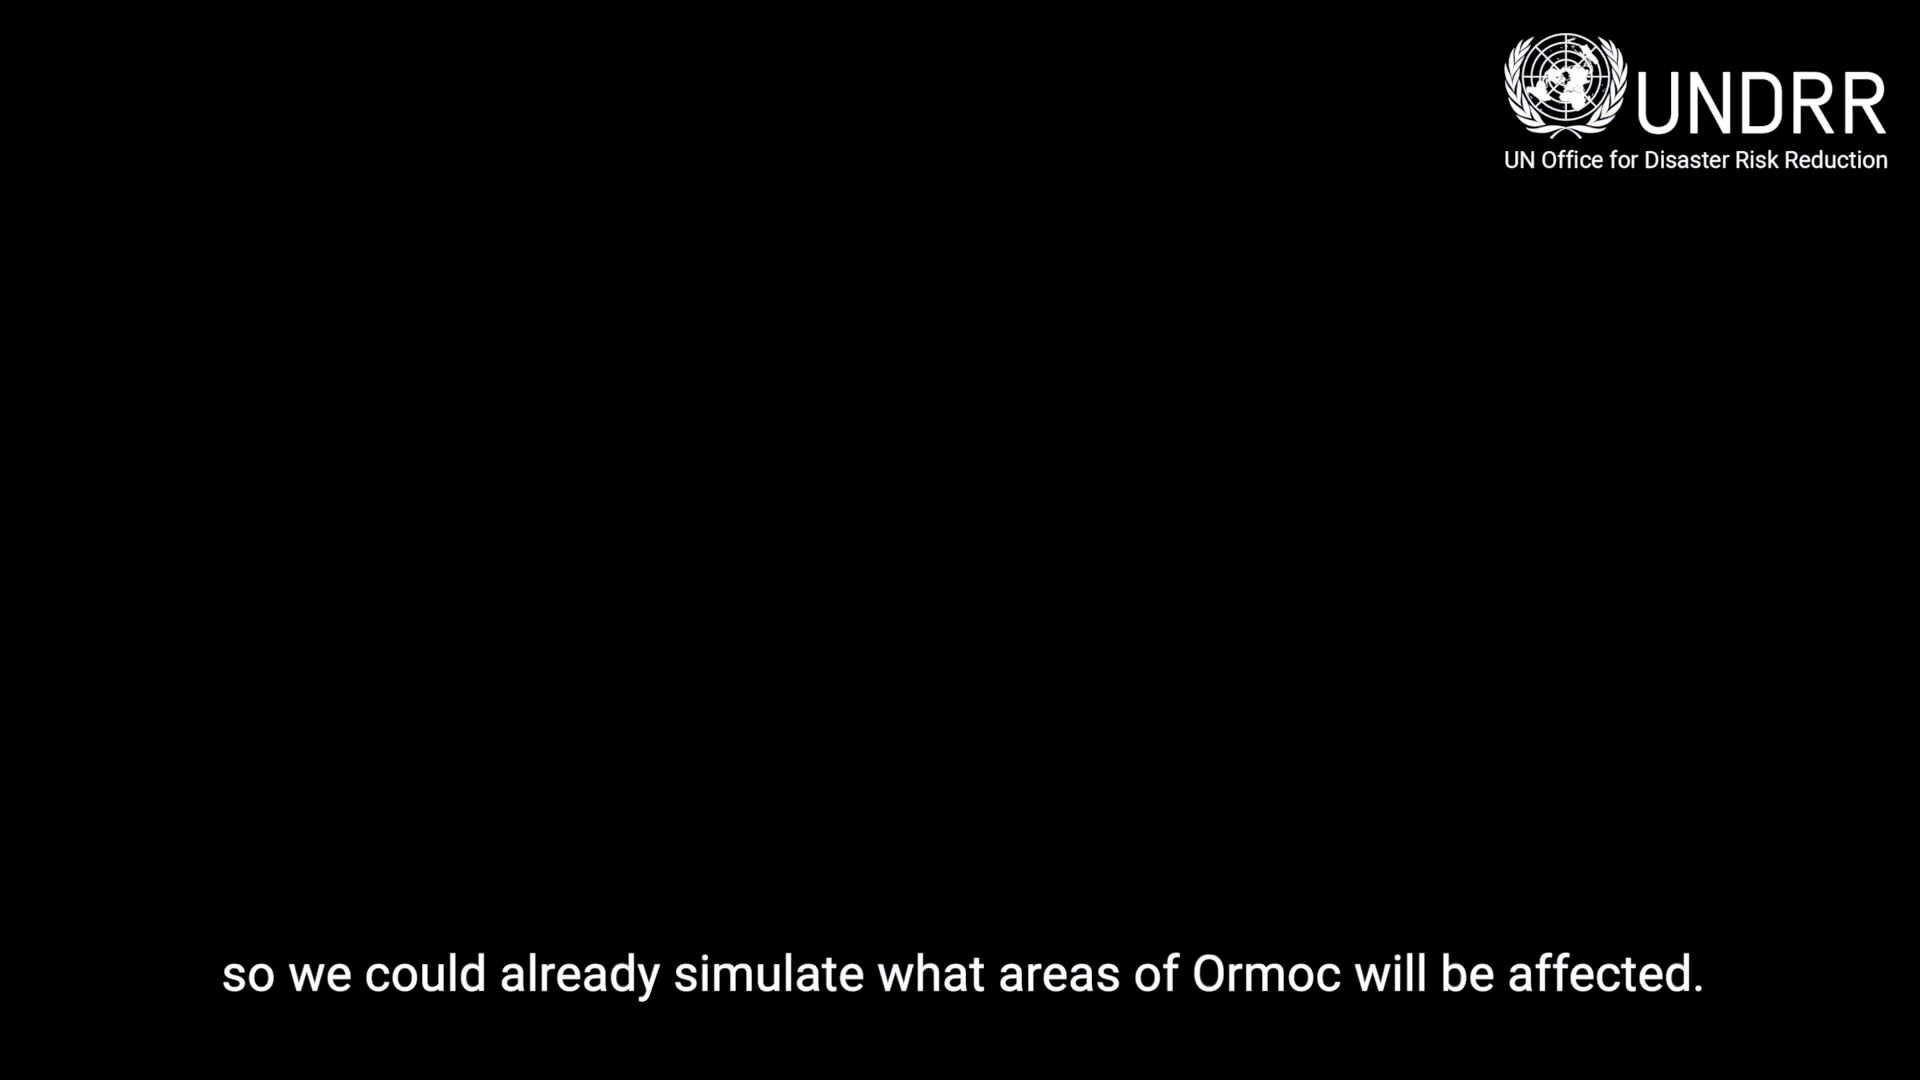 UNDRR
UN Office for Disaster Risk Reduction
so we could already simulate what areas of Ormoc will be affected.